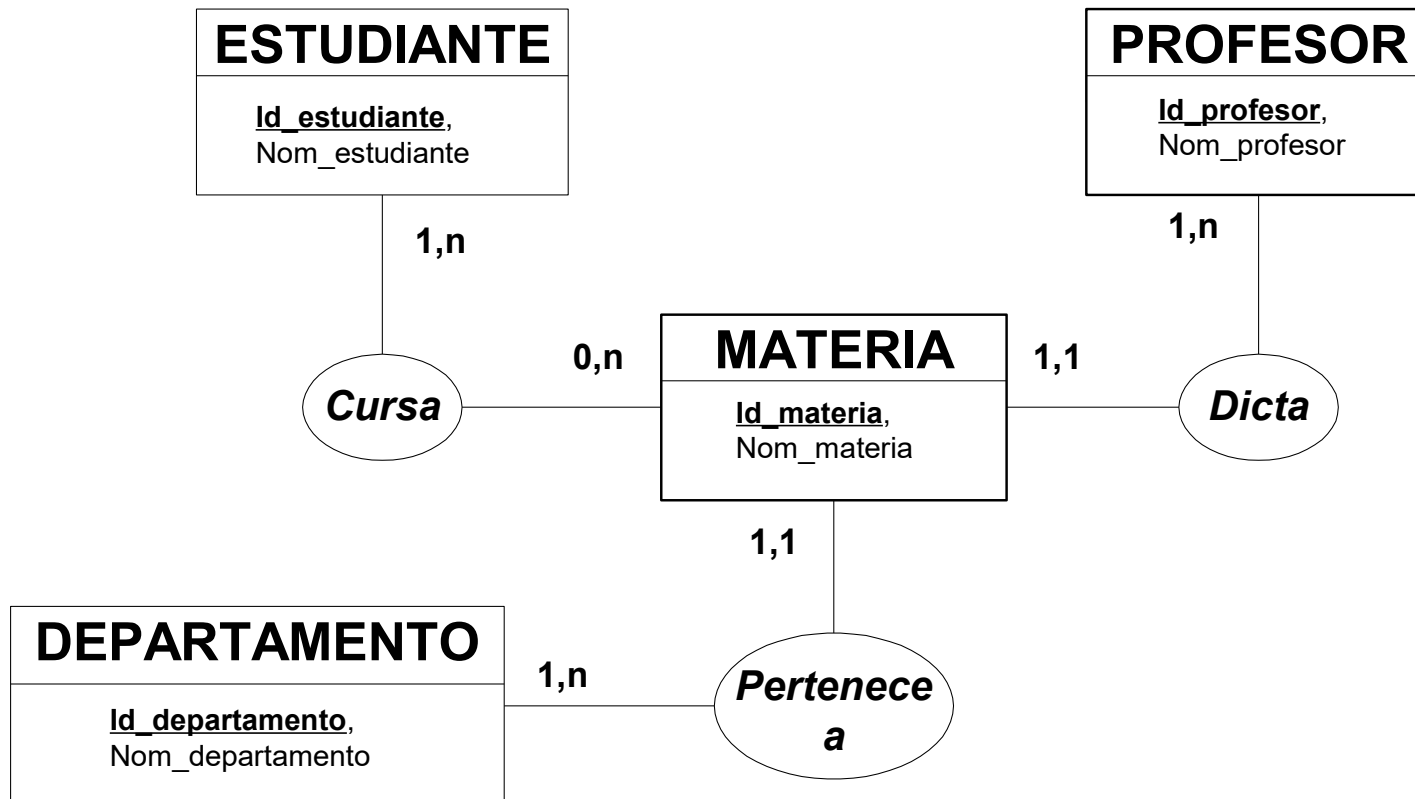 ESTUDIANTE
Id_estudiante,
Nom_estudiante
PROFESOR
Id_profesor,
Nom_profesor
1,n
1,n
MATERIA
Id_materia,
Nom_materia
0,n
1,1
Cursa
Dicta
1,1
DEPARTAMENTO
Id_departamento,
Nom_departamento
1,n
Pertenece
a